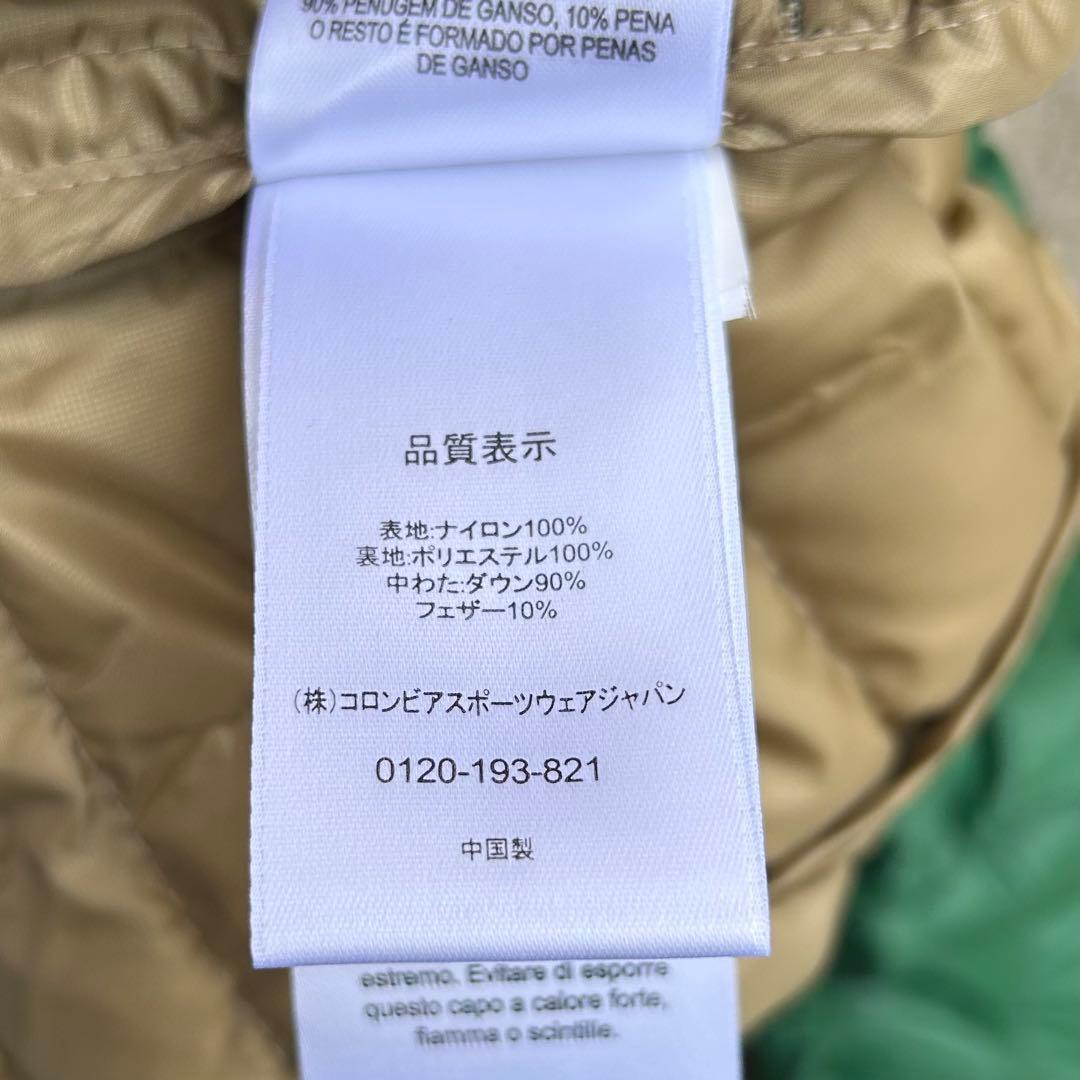 90% PENUGEM DE GANSO, 10% PENA
O RESTO É FORMADO POR PENAS
DE GANSO
品質表示
表地:ナイロン100%
裏地:ポリエステル100%
中わた:ダウン90%
フェザー10%
(株)コロンビアスポーツウェアジャパン
0120-193-821
中国製
estremo. Evitare di esporre
questo capo a calore forte,
fiamma o scintille.